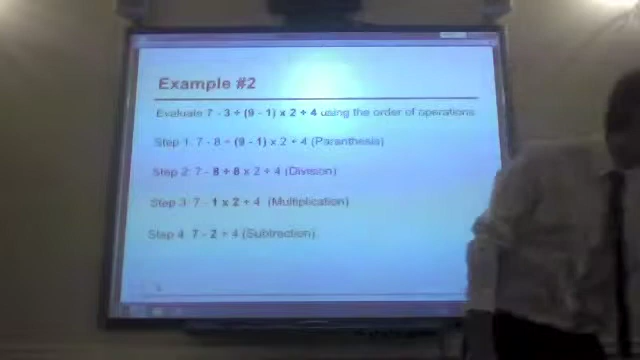 Example #2
Evaluate 7 - 3 ÷ (9 - 1) x 2 + 4 using the order of operations.
Step 1: 7 - 8 ÷ (9 - 1) x 2 + 4 (Paranthesis)
Step 2: 7 - 8 ÷ 8 x 2 + 4 (Division)
Step 3: 7 - 1 x 2 + 4 (Multiplication)
Step 4: 7 - 2 + 4 (Subtraction)